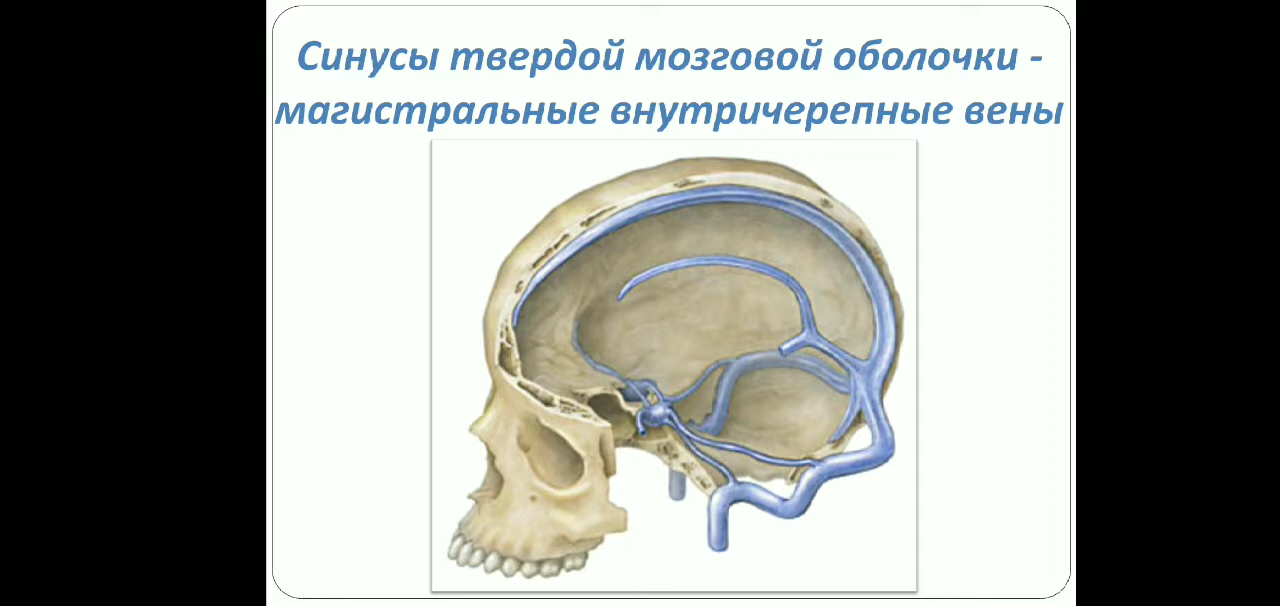 Синусы твердой мозговой оболочки -
магистральные внутричерепные вены